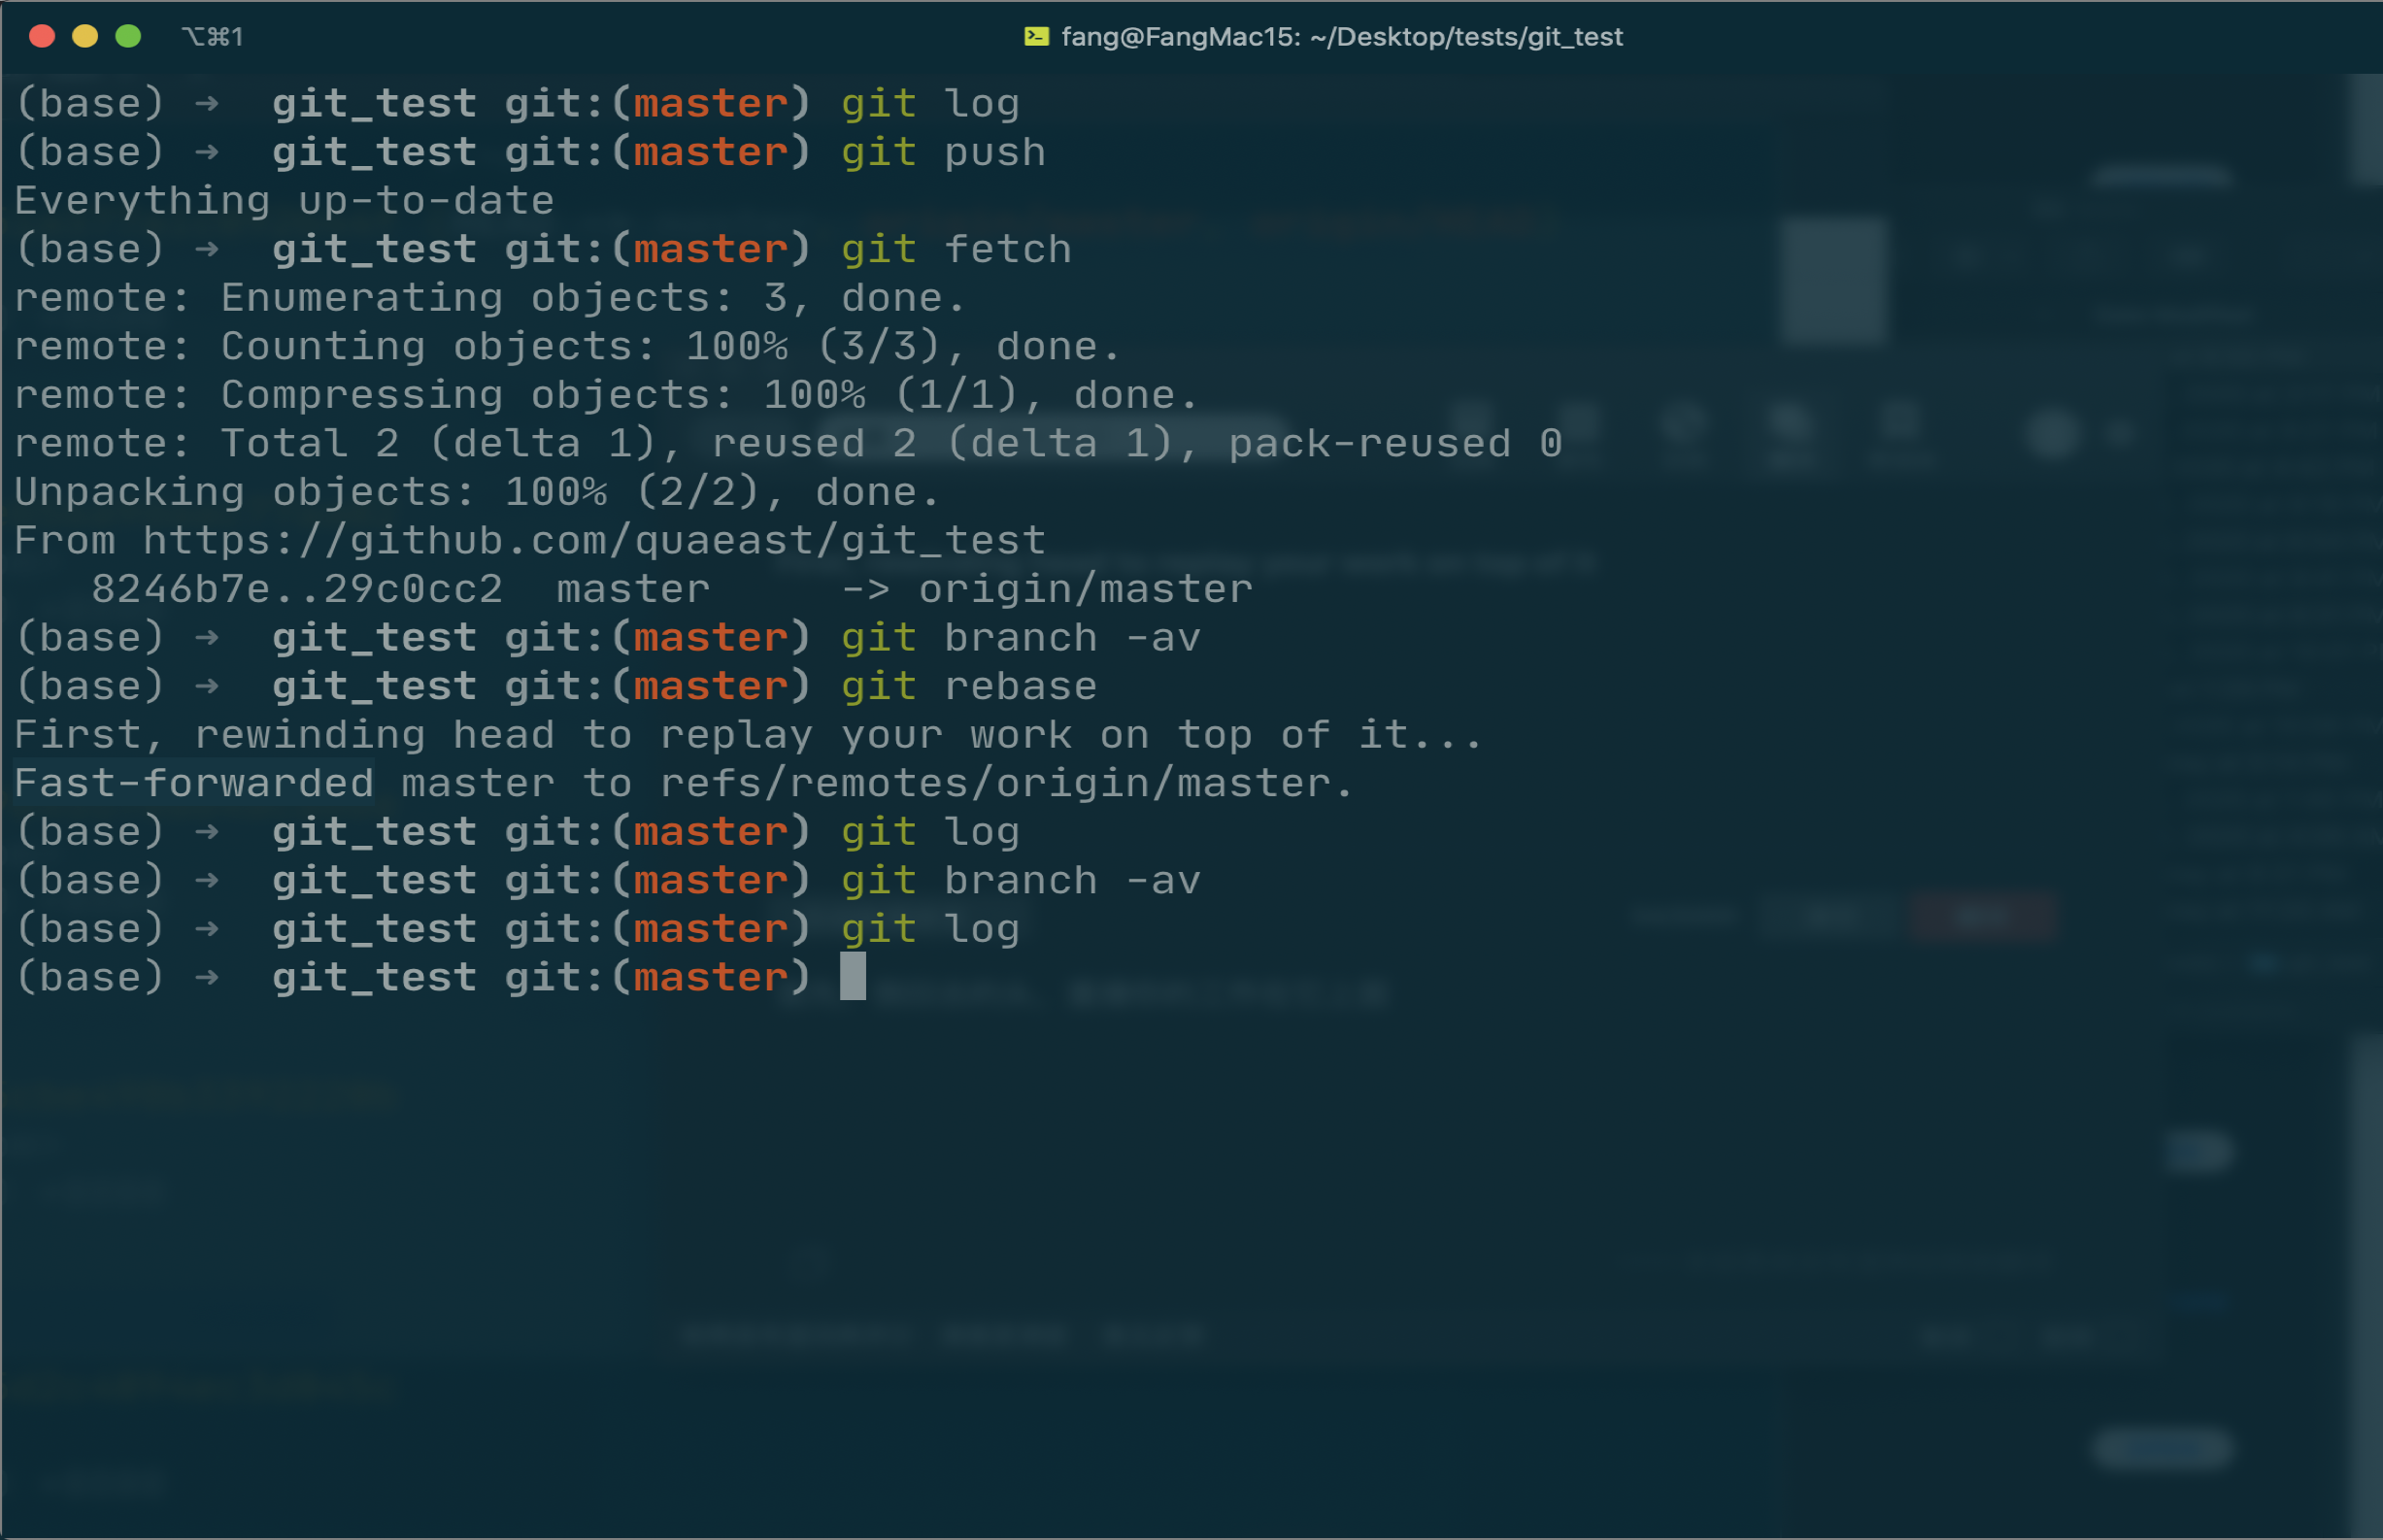 ⌥⌘1
fang@FangMac15: ~/Desktop/tests/git_test
(base) ➜  git_test git:(master) git log
(base) ➜  git_test git:(master) git push
Everything up-to-date
(base) ➜  git_test git:(master) git fetch
remote: Enumerating objects: 3, done.
remote: Counting objects: 100% (3/3), done.
remote: Compressing objects: 100% (1/1), done.
remote: Total 2 (delta 1), reused 2 (delta 1), pack-reused 0
Unpacking objects: 100% (2/2), done.
From https://github.com/quaeast/git_test
   8246b7e..29c0cc2  master     -> origin/master
(base) ➜  git_test git:(master) git branch -av
(base) ➜  git_test git:(master) git rebase
First, rewinding head to replay your work on top of it...
Fast-forwarded master to refs/remotes/origin/master.
(base) ➜  git_test git:(master) git log
(base) ➜  git_test git:(master) git branch -av
(base) ➜  git_test git:(master) git log
(base) ➜  git_test git:(master)